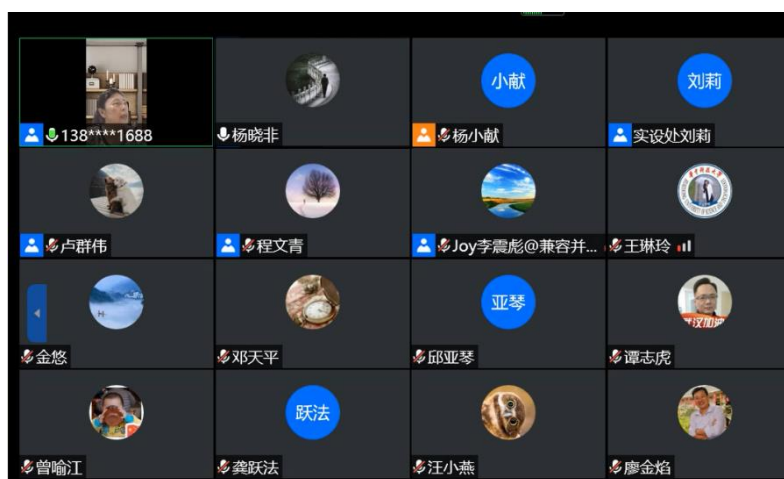 138****1688
小献
刘莉
杨晓非
杨小献
实设处刘莉
卢群伟
程文青
Joy李震彪@兼容并...
王琳玲
亚琴
金悠
邓天平
邱亚琴
谭志虎
跃法
曾喻江
龚跃法
汪小燕
廖金焰